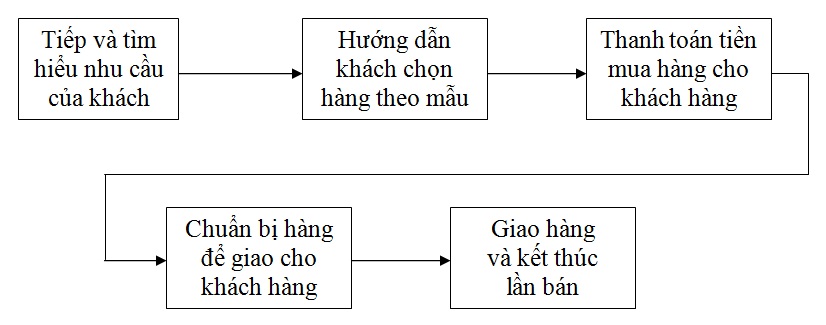 Tiếp và tìm
hiểu nhu cầu
của khách
Hướng dẫn
khách chọn
hàng theo mẫu
Thanh toán tiền
mua hàng cho
khách hàng
Chuẩn bị hàng
để giao cho
khách hàng
Giao hàng
và kết thúc
lần bán